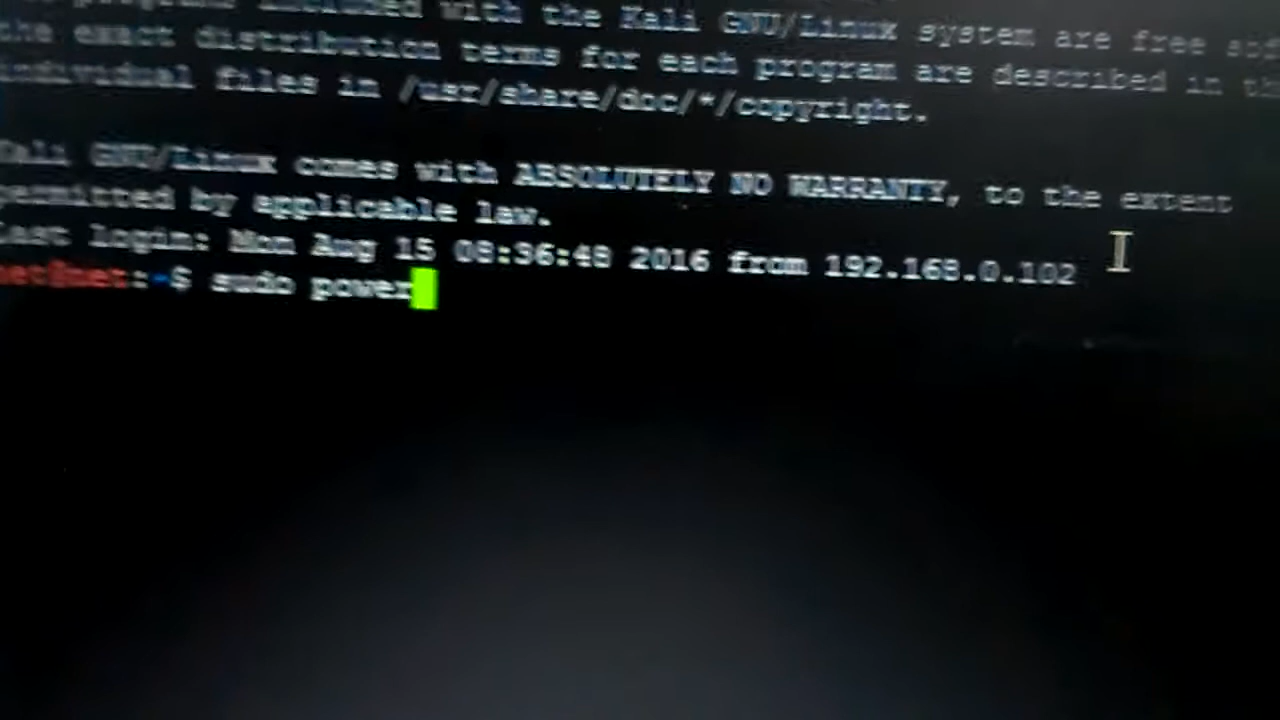 programs included with the Kali GNU/Linux system are free
the exact distribution terms for each program are described in the
individual files in /usr/share/doc/*/copyright.
Kali GNU/Linux comes with ABSOLUTELY NO WARRANTY, to the extent
permitted by applicable law.
Last login: Mon Aug 15 08:36:48 2016 from 192.168.0.102
:~$ sudo power